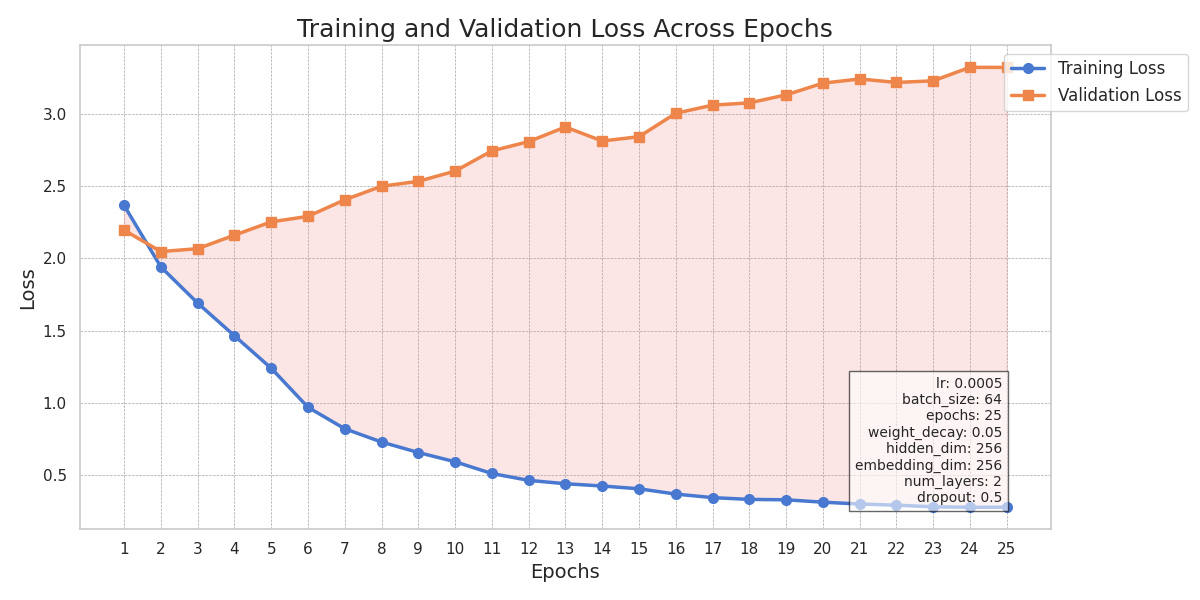 Training and Validation Loss Across Epochs
Training Loss
Validation Loss
Loss
3.0
2.5
2.0
1.5
1.0
0.5
lr: 0.0005
batch_size: 64
epochs: 25
weight_decay: 0.05
hidden_dim: 256
embedding_dim: 256
num_layers: 2
dropout: 0.5
1 2 3 4 5 6 7 8 9 10 11 12 13 14 15 16 17 18 19 20 21 22 23 24 25
Epochs